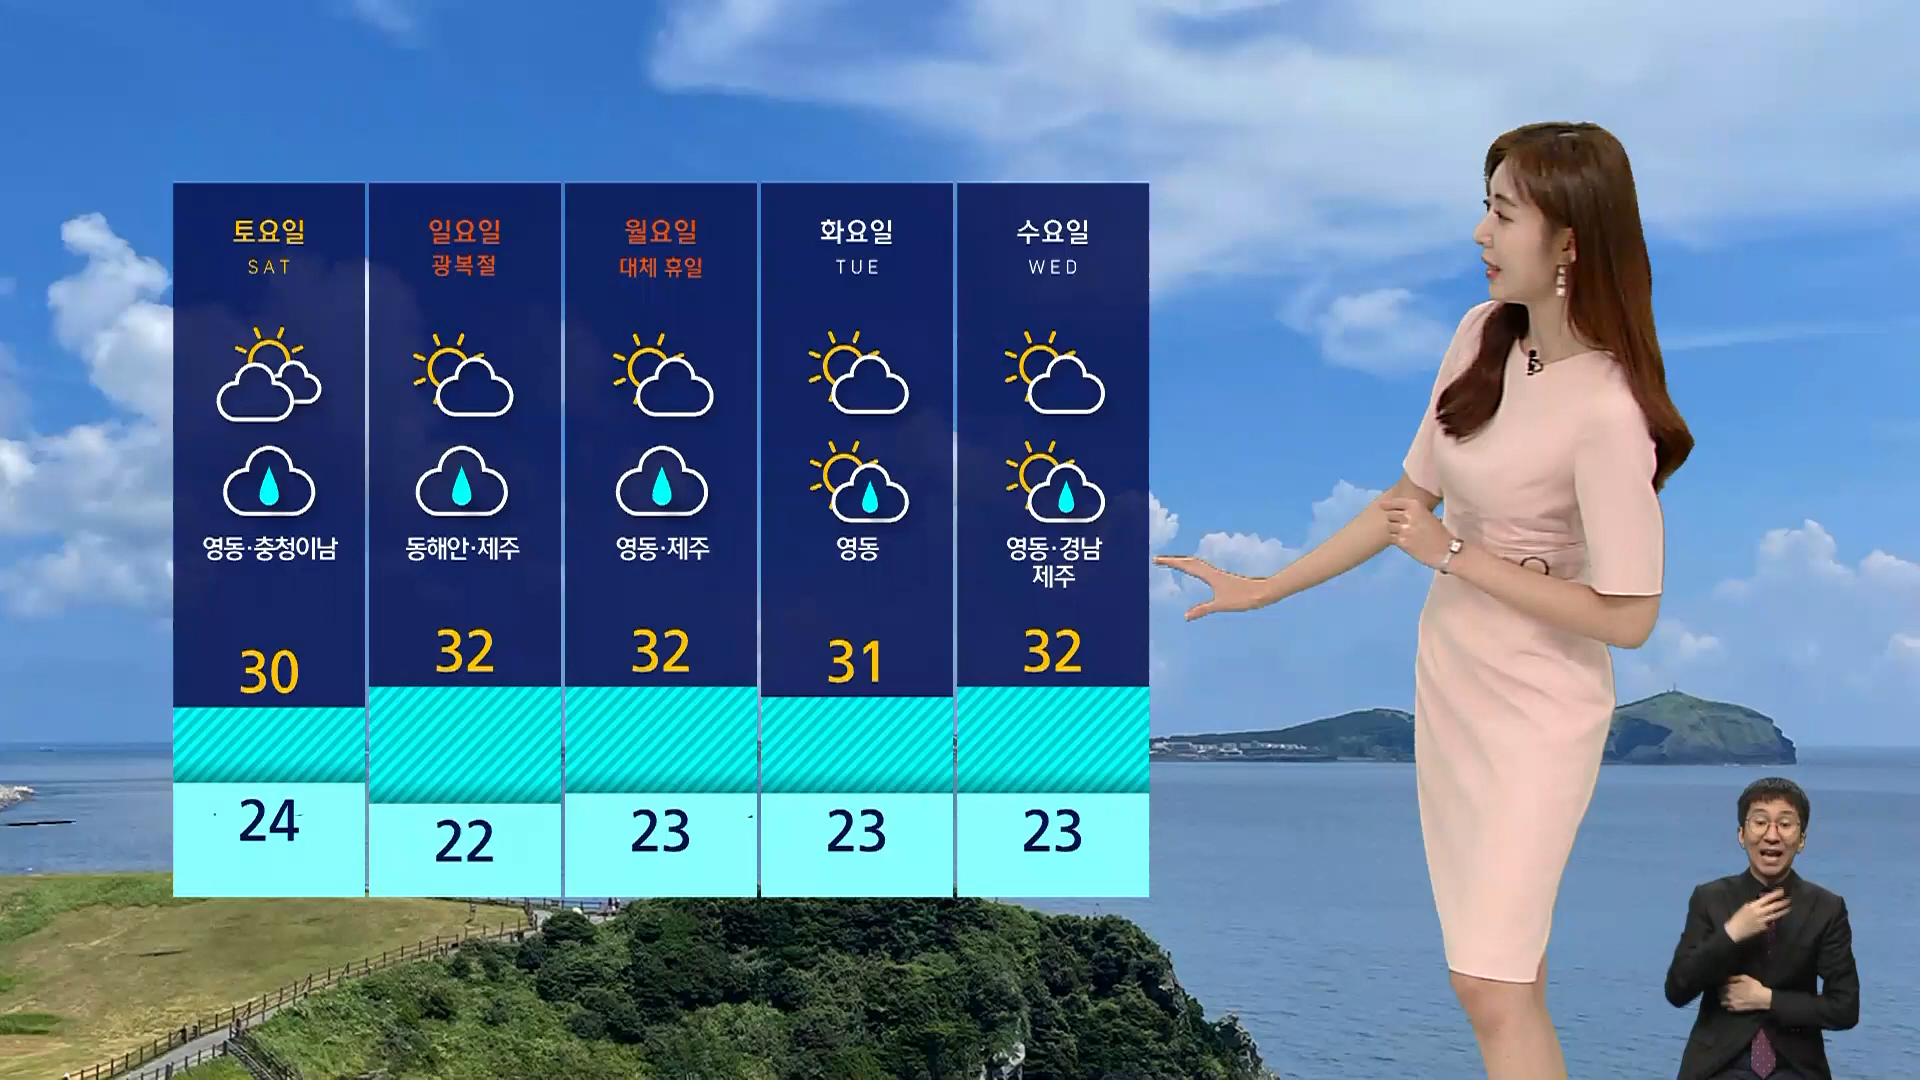 토요일
SAT
영동·충청이남
30
24
일요일
광복절
동해안·제주
32
22
월요일
대체 휴일
영동·제주
32
23
화요일
TUE
영동
31
23
수요일
WED
영동·경남
제주
32
23